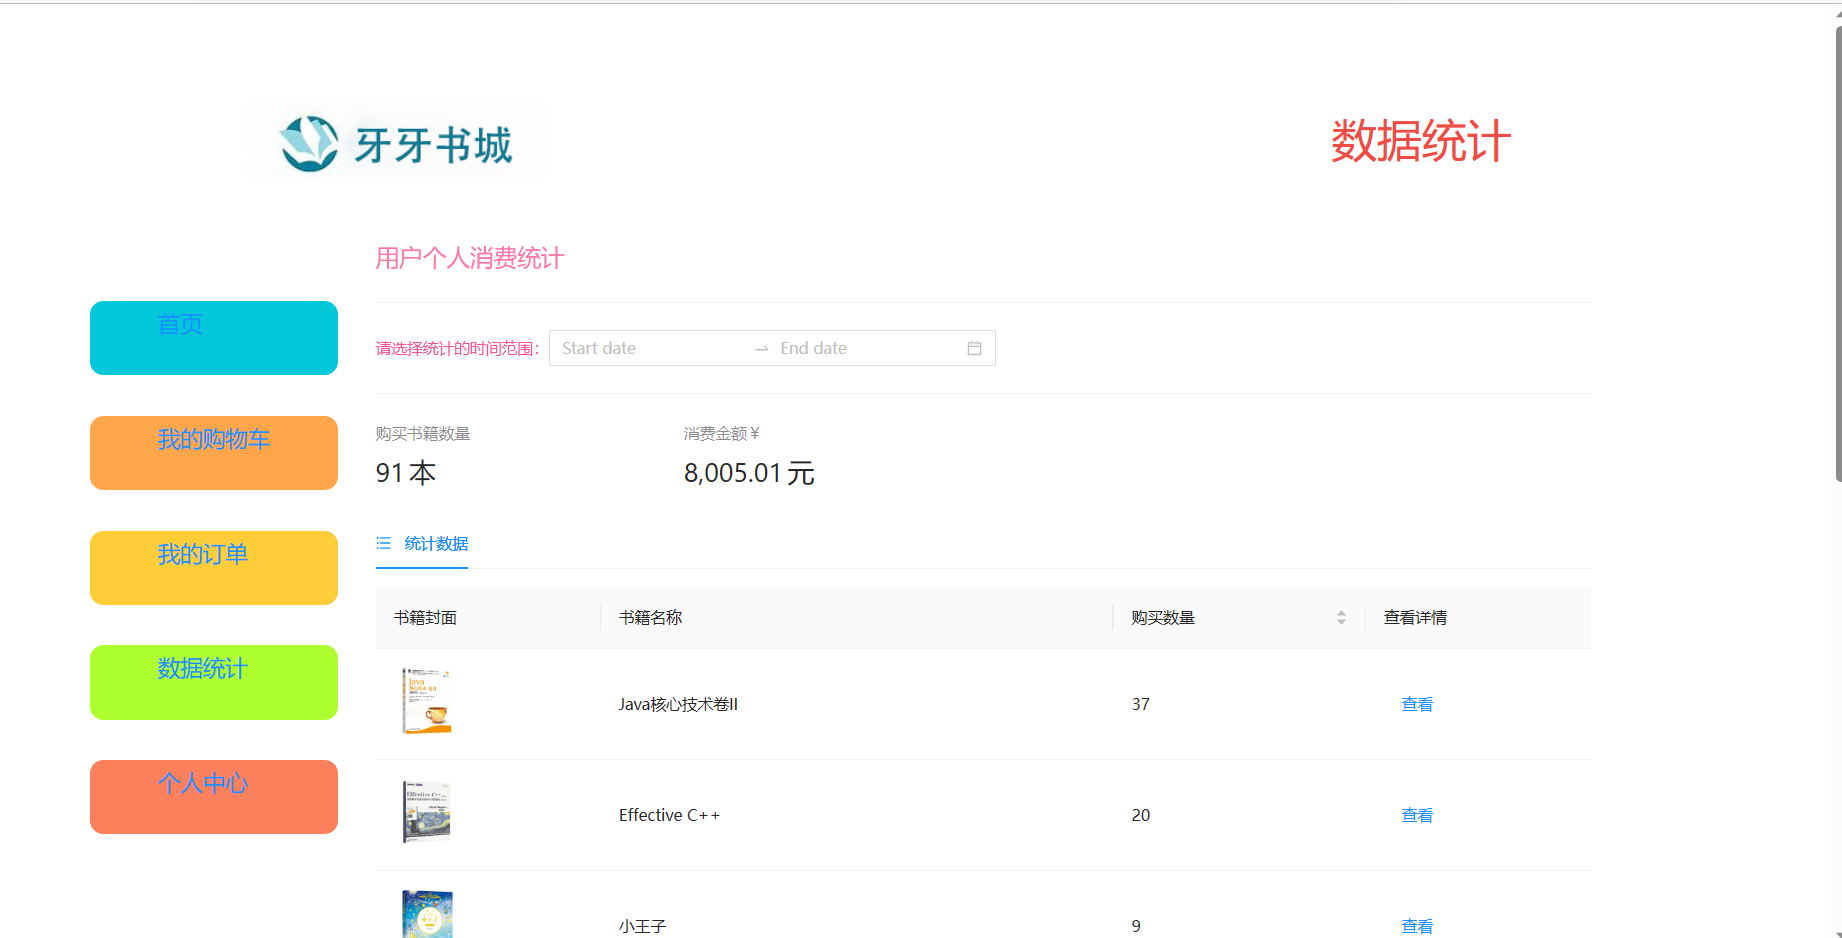 牙牙书城
数据统计
用户个人消费统计
首页
请选择统计的时间范围： Start date End date
我的购物车
购买书籍数量 消费金额￥
91 本 8,005.01 元
我的订单
统计数据
书籍封面 书籍名称 购买数量 查看详情
数据统计
Java
Java核心技术卷II 37 查看
个人中心
Effective C++
Effective C++ 20 查看
小王子
小王子 9 查看